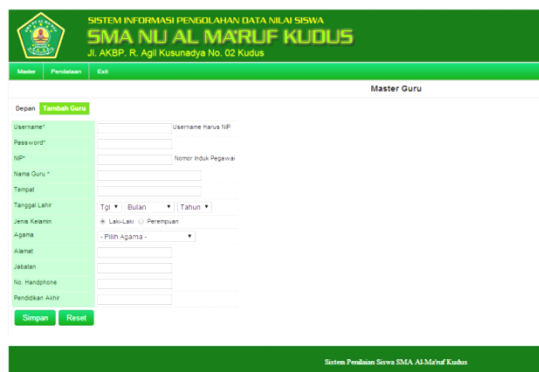 SISTEM INFORMASI PENGOLAHAN DATA NILAI SISWA
SMA NU AL MA'RUF KUDUS
Jl. AKBP. R. Agil Kusunadya No. 02 Kudus
Master Pendataan Exit
Master Guru
Depan Tambah Guru
Username* Username Harus NIP
Password*
NIP* Nomor Induk Pegawai
Nama Guru *
Tempat
Tanggal Lahir Tgl Bulan Tahun
Jenis Kelamin Laki-Laki Perempuan
Agama - Pilih Agama -
Alamat
Jabatan
No. Handphone
Pendidikan Akhir
Simpan Reset
Sistem Penilaian Siswa SMA Al-Ma'ruf Kudus